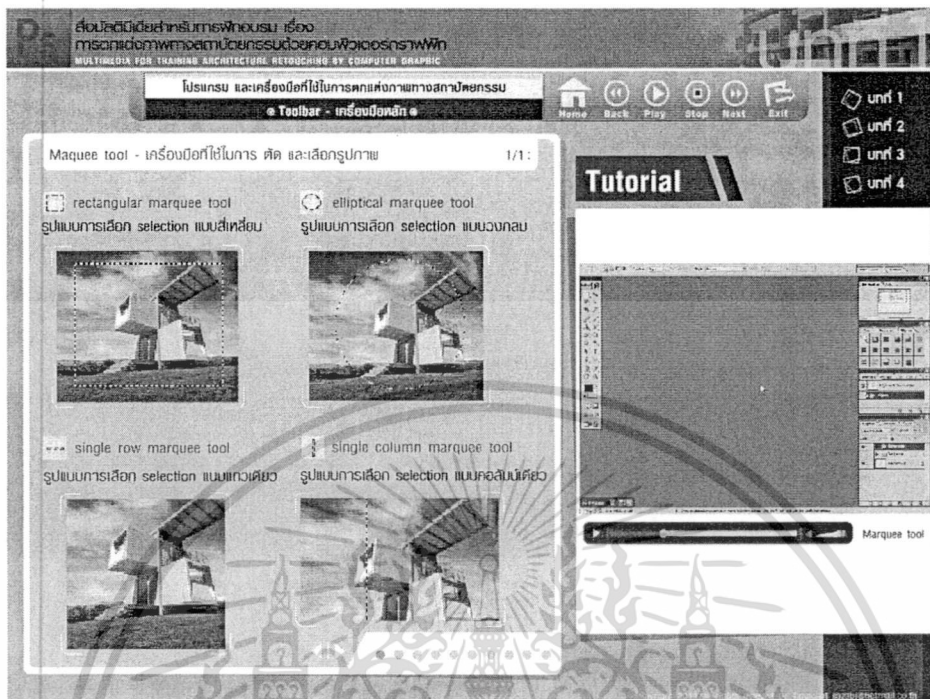 Ps
สื่อมัลติมีเดียสำหรับการฝึกอบรม เรื่อง
การตกแต่งภาพทางสถาปัตยกรรมด้วยคอมพิวเตอร์กราฟฟิก
MULTIMEDIA FOR TRAINING ARCHITECTURE RETOUCHING BY COMPUTER GRAPHIC
บทที่ 1
โปรแกรม และเครื่องมือที่ใช้ในการตกแต่งภาพทางสถาปัตยกรรม
Toolbar - เครื่องมือหลัก
Home Back Play Stop Next Exit
บทที่ 1
บทที่ 2
บทที่ 3
บทที่ 4
Maquee tool - เครื่องมือที่ใช้ในการ ตัด และเลือกรูปภาพ 1/1:
rectangular marquee tool
รูปแบบการเลือก selection แบบสี่เหลี่ยม
elliptical marquee tool
รูปแบบการเลือก selection แบบวงกลม
single row marquee tool
รูปแบบการเลือก selection แบบแถวเดียว
single column marquee tool
รูปแบบการเลือก selection แบบคอลัมน์เดียว
Tutorial
Marquee tool